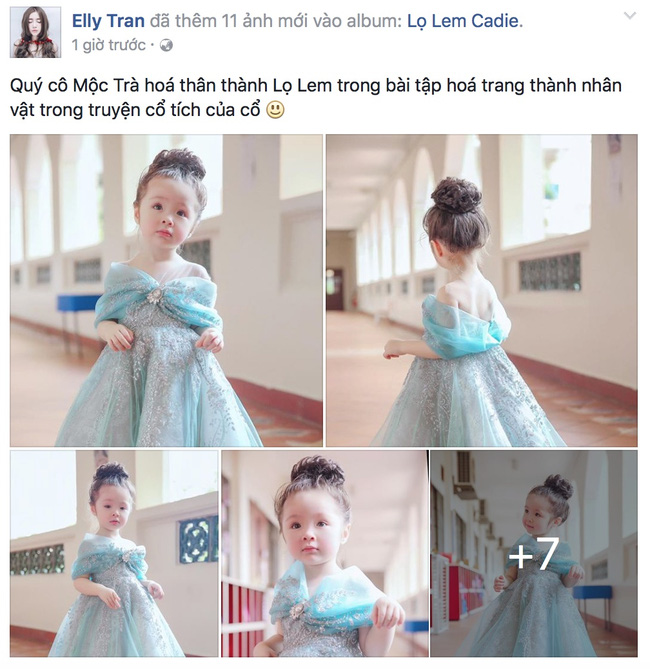 Elly Tran đã thêm 11 ảnh mới vào album: Lọ Lem Cadie.
1 giờ trước ·
Quý cô Mộc Trà hoá thân thành Lọ Lem trong bài tập hoá trang thành nhân
vật trong truyện cổ tích của cổ
+7